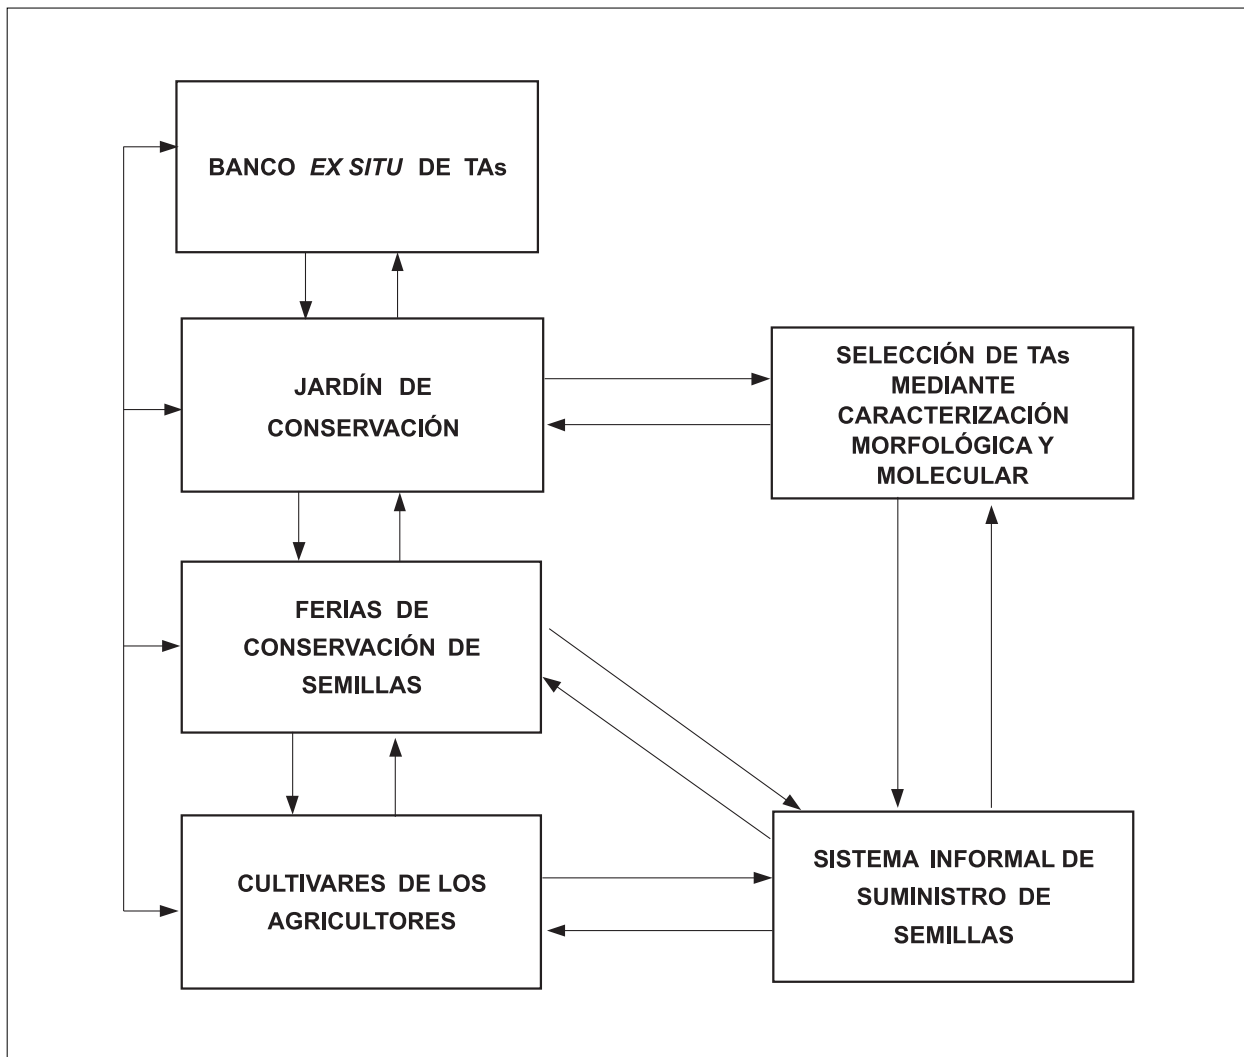 BANCO EX SITU DE TAs
JARDÍN DE
CONSERVACIÓN
SELECCIÓN DE TAs
MEDIANTE
CARACTERIZACIÓN
MORFOLÓGICA Y
MOLECULAR
FERIAS DE
CONSERVACIÓN DE
SEMILLAS
CULTIVARES DE LOS
AGRICULTORES
SISTEMA INFORMAL DE
SUMINISTRO DE
SEMILLAS